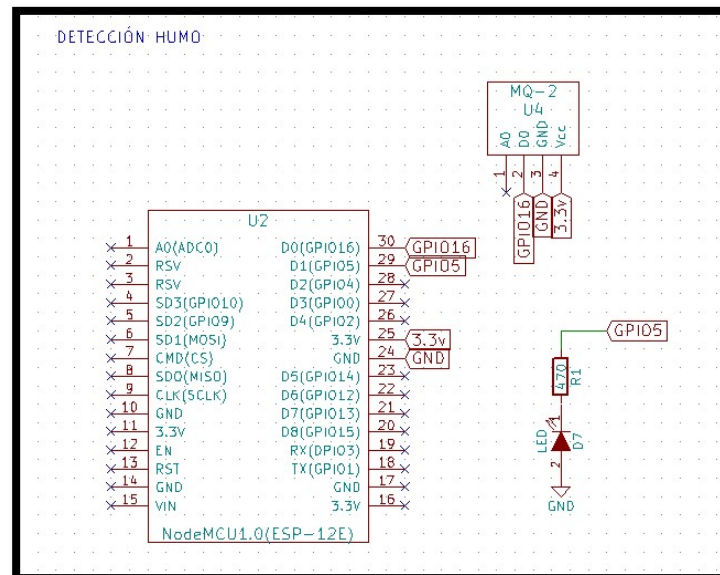 DETECCIÓN HUMO
MQ-2
U4
A0 D0 GND Vcc
1 2 3 4
GPIO16 GND 3.3v
U2
1 A0(ADC0) D0(GPIO16) 30 GPIO16
2 RSV D1(GPIO5) 29 GPIO5
3 RSV D2(GPIO4) 28
4 SD3(GPIO10) D3(GPIO0) 27
5 SD2(GPIO9) D4(GPIO2) 26
6 SD1(MOSI) 3.3V 25 3.3v
7 CMD(CS) GND 24 GND
8 SD0(MISO) D5(GPIO14) 23
9 CLK(SCLK) D6(GPIO12) 22
10 GND D7(GPIO13) 21
11 3.3V D8(GPIO15) 20
12 EN RX(DPIO3) 19
13 RST TX(GPIO1) 18
14 GND GND 17
15 VIN 3.3V 16
NodeMCU1.0(ESP-12E)
GPIO5
470 R1
1
LED D7
2
GND